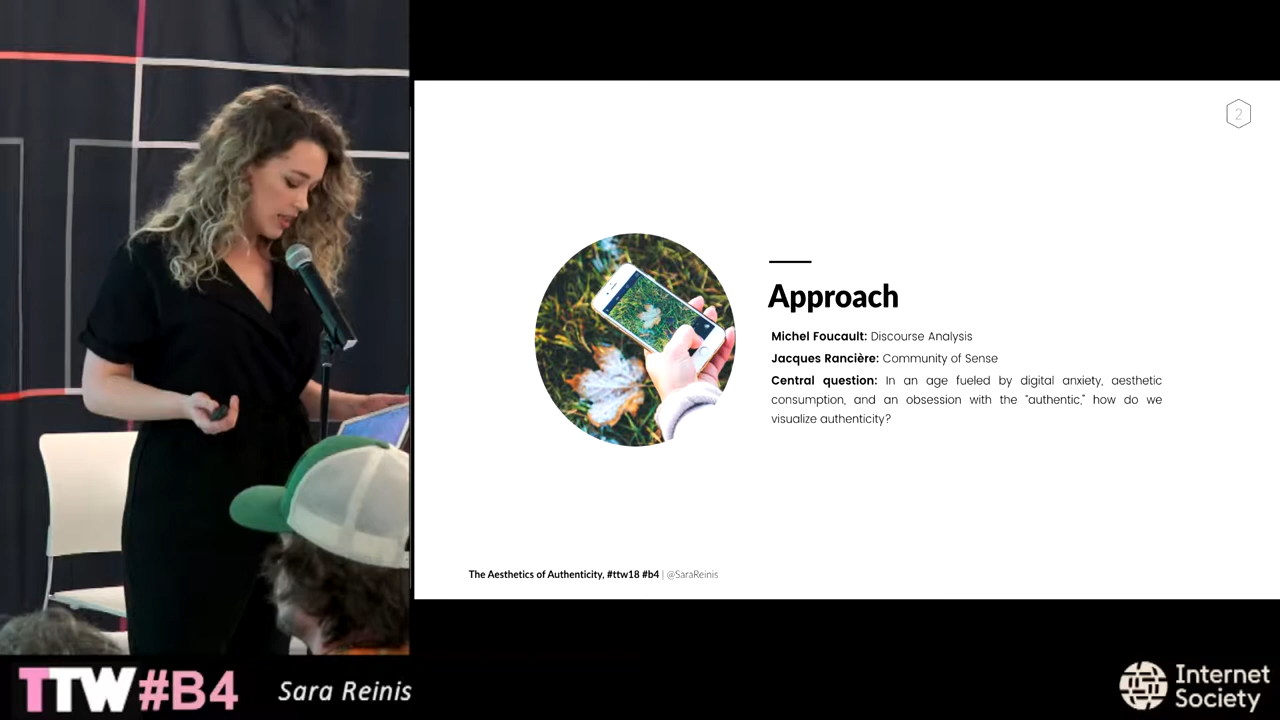 2
Approach
Michel Foucault: Discourse Analysis
Jacques Rancière: Community of Sense
Central question: In an age fueled by digital anxiety, aesthetic
consumption, and an obsession with the "authentic," how do we
visualize authenticity?
The Aesthetics of Authenticity, #ttw18 #b4 | @SaraReinis
TTW#B4
Sara Reinis
Internet
Society